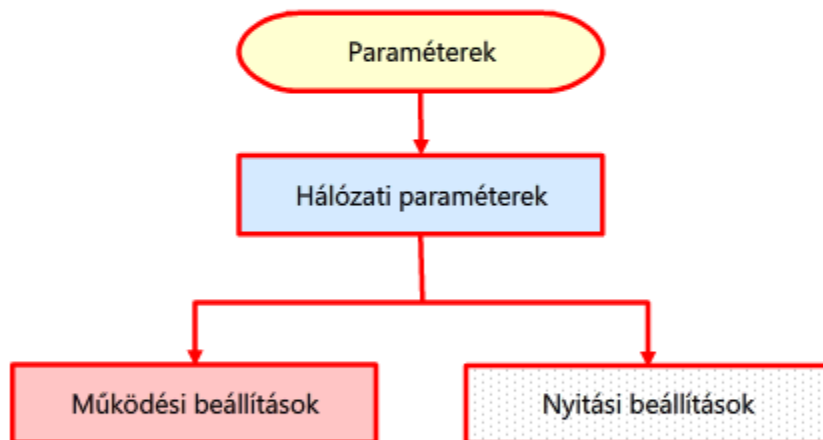 Paraméterek
Hálózati paraméterek
Működési beállítások
Nyitási beállítások